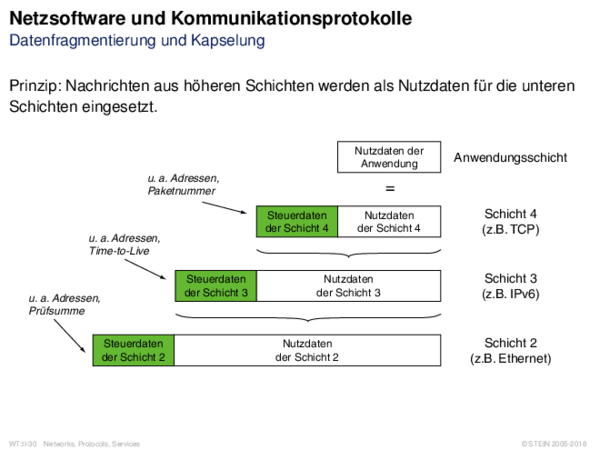 Netzsoftware und Kommunikationsprotokolle
Datenfragmentierung und Kapselung
Prinzip: Nachrichten aus höheren Schichten werden als Nutzdaten für die unteren
Schichten eingesetzt.
Nutzdaten der
Anwendung
Anwendungsschicht
=
u. a. Adressen,
Paketnummer
Steuerdaten
der Schicht 4
Nutzdaten
der Schicht 4
Schicht 4
(z.B. TCP)
u. a. Adressen,
Time-to-Live
Steuerdaten
der Schicht 3
Nutzdaten
der Schicht 3
Schicht 3
(z.B. IPv6)
u. a. Adressen,
Prüfsumme
Steuerdaten
der Schicht 2
Nutzdaten
der Schicht 2
Schicht 2
(z.B. Ethernet)
WT:II-30 Networks, Protocols, Services
© STEIN 2005-2018